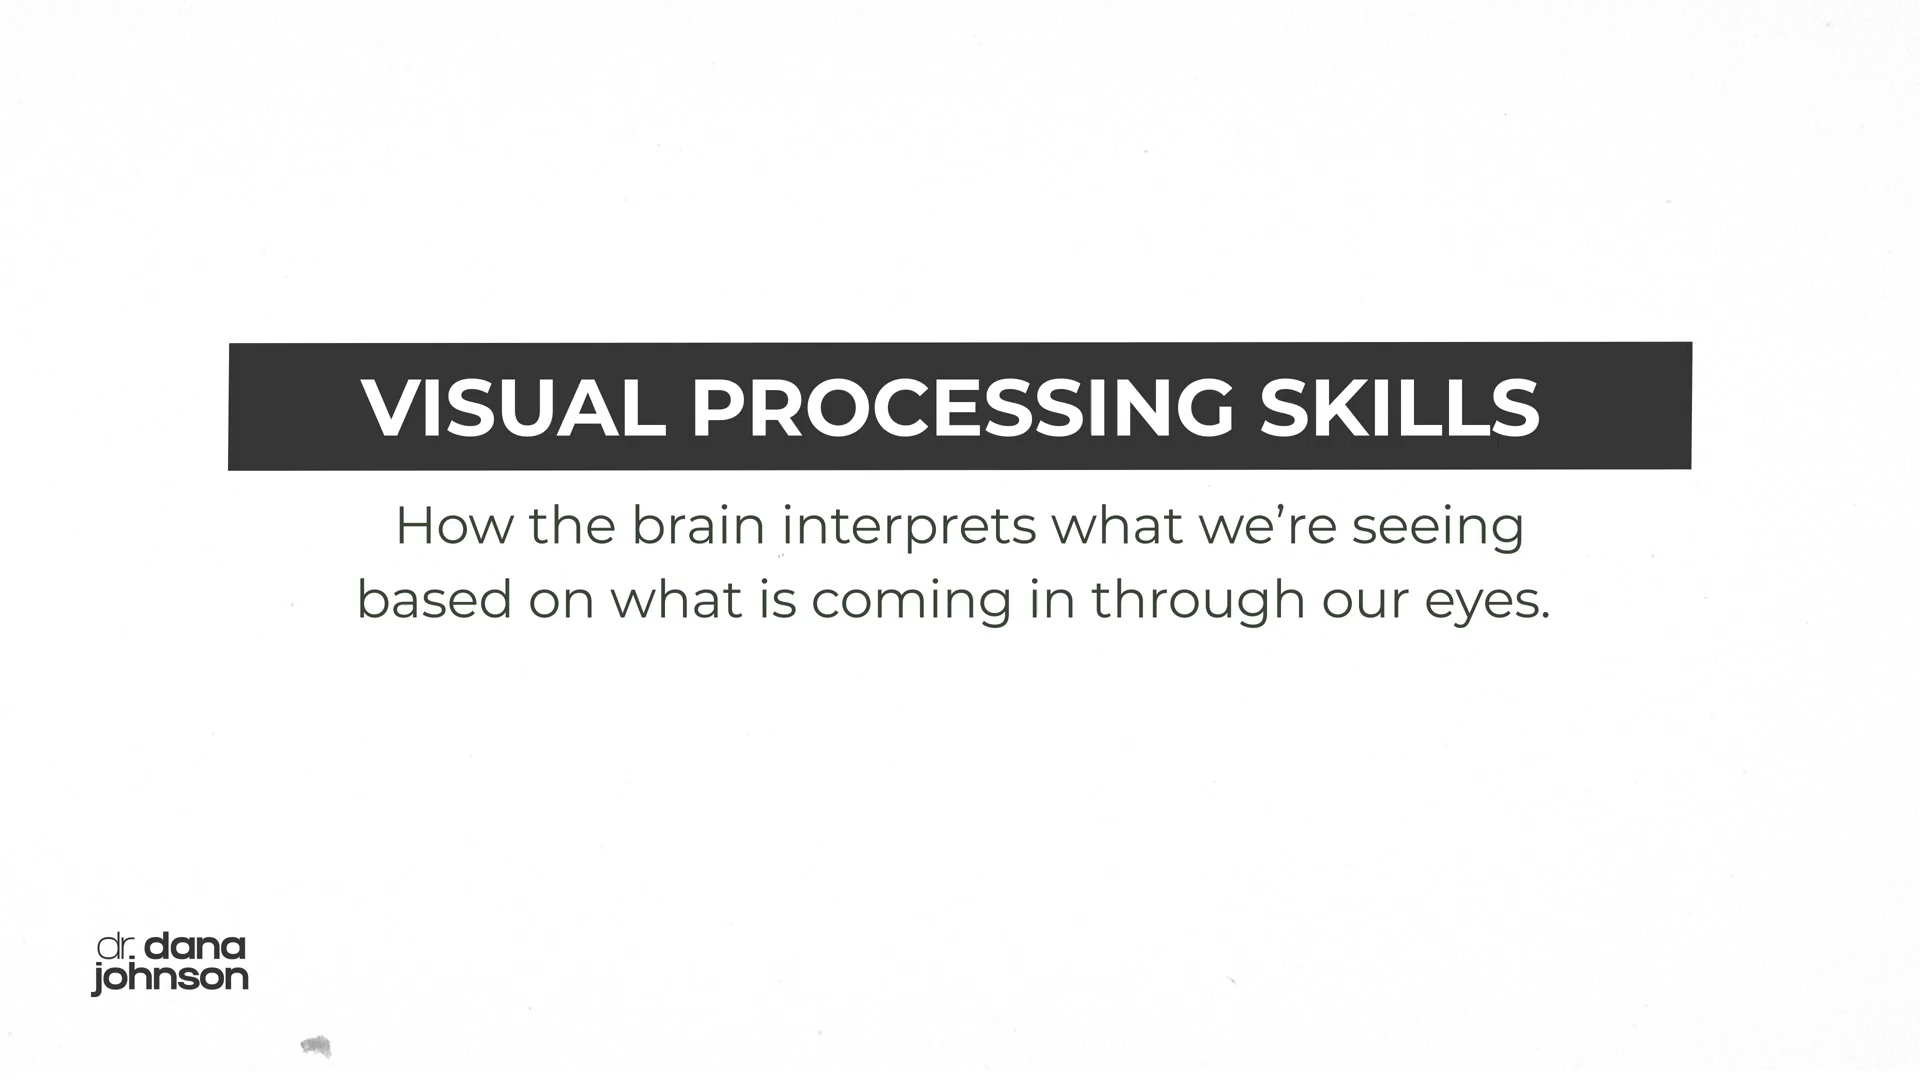 VISUAL PROCESSING SKILLS
How the brain interprets what we’re seeing
based on what is coming in through our eyes.
dr. dana
johnson